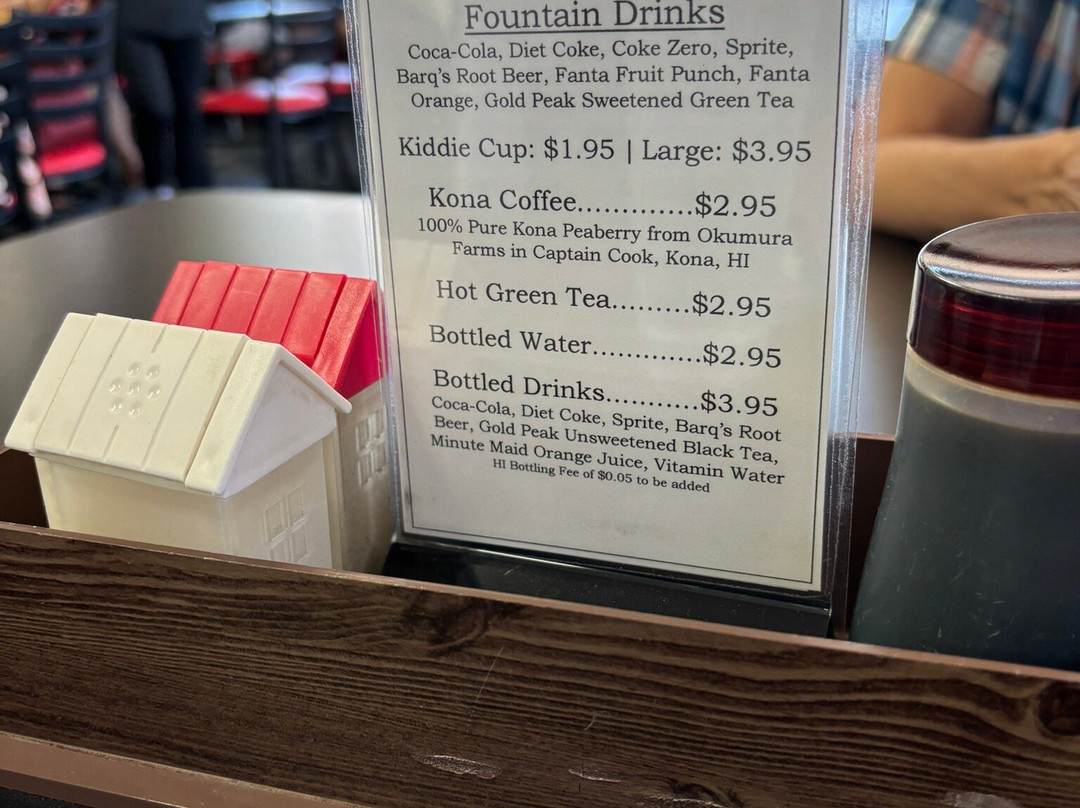 Fountain Drinks
Coca-Cola, Diet Coke, Coke Zero, Sprite,
Barq's Root Beer, Fanta Fruit Punch, Fanta
Orange, Gold Peak Sweetened Green Tea
Kiddie Cup: $1.95 | Large: $3.95
Kona Coffee.............$2.95
100% Pure Kona Peaberry from Okumura
Farms in Captain Cook, Kona, HI
Hot Green Tea.........$2.95
Bottled Water.............$2.95
Bottled Drinks...........$3.95
Coca-Cola, Diet Coke, Sprite, Barq's Root
Beer, Gold Peak Unsweetened Black Tea,
Minute Maid Orange Juice, Vitamin Water
HI Bottling Fee of $0.05 to be added